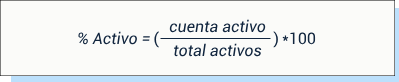 % Activo = ( cuenta activo / total activos ) *100